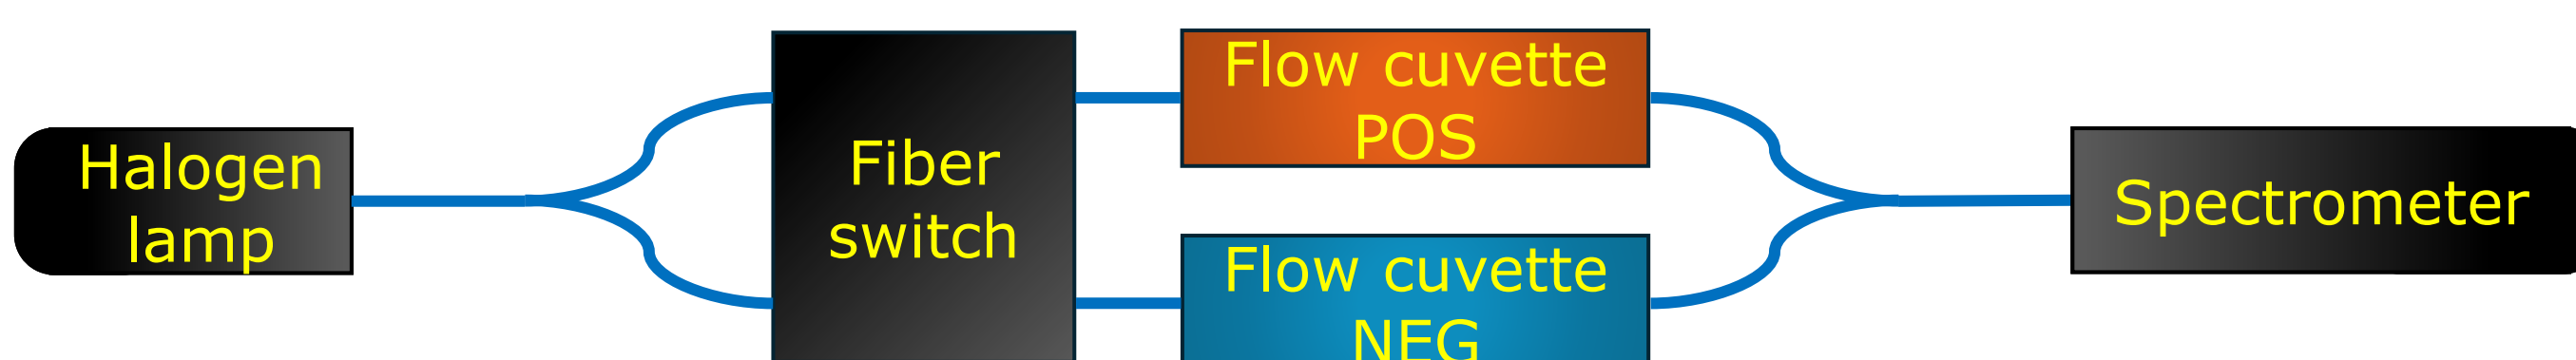 Halogen
lamp
Fiber
switch
Flow cuvette
POS
Flow cuvette
NEG
Spectrometer